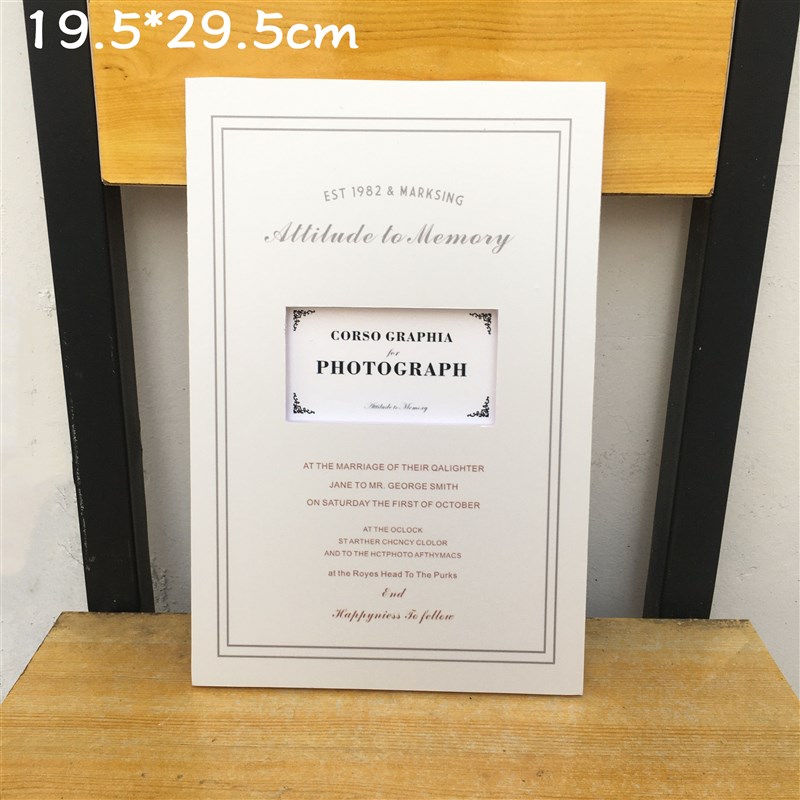 19.5*29.5cm
EST 1982 & MARKSING
Attitude to Memory
CORSO GRAPHIA
for
PHOTOGRAPH
Attitude to Memory
AT THE MARRIAGE OF THEIR QALIGHTER
JANE TO MR. GEORGE SMITH
ON SATURDAY THE FIRST OF OCTOBER
AT THE OCLOCK
ST ARTHER CHCNCY CLOLOR
AND TO THE HCTPHOTO AFTHYMACS
at the Royes Head To The Purks
End
Happyniess To follow